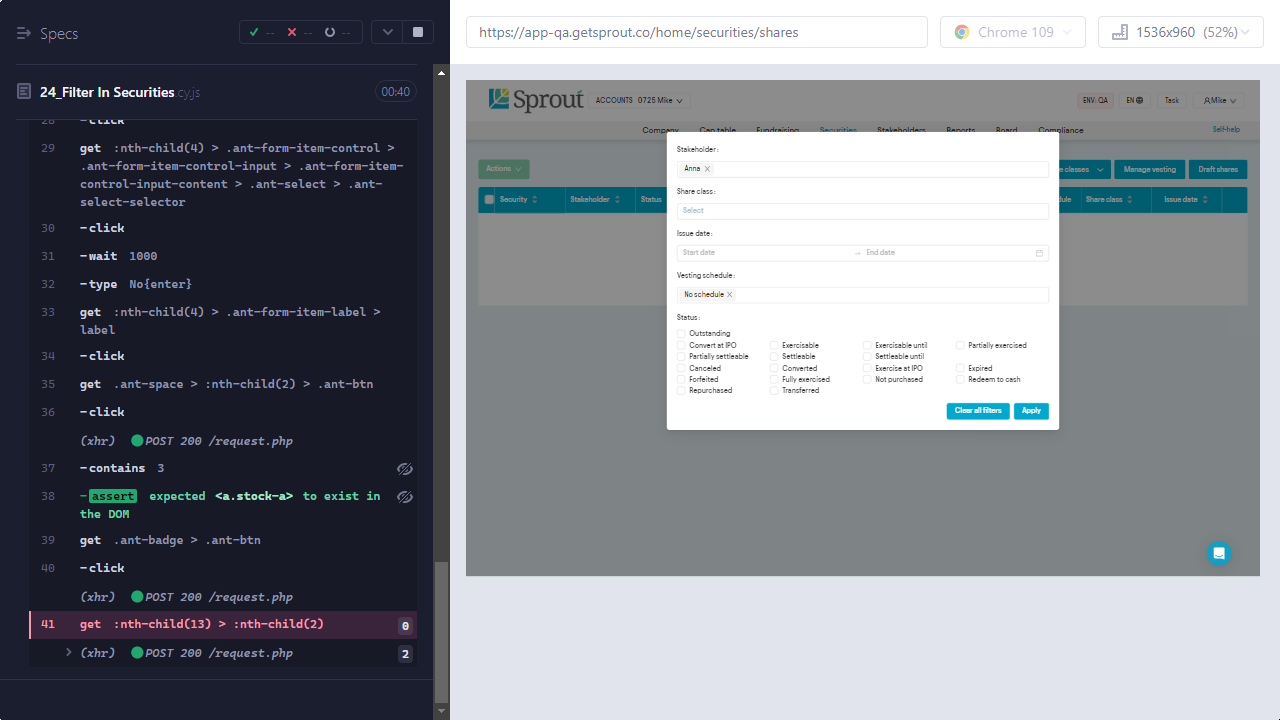 Specs
--
--
--
24_Filter In Securities.cy.js
00:40
28 -click
29 get :nth-child(4) > .ant-form-item-control >
.ant-form-item-control-input > .ant-form-
item-control-input-content > .ant-select > .ant-
select-selector
30 -click
31 -wait 1000
32 -type No{enter}
33 get :nth-child(4) > .ant-form-item-label >
label
34 -click
35 get .ant-space > :nth-child(2) > .ant-btn
36 -click
(xhr) POST 200 /request.php
37 -contains 3
38 -assert expected <a.stock-a> to exist in
the DOM
39 get .ant-badge > .ant-btn
40 -click
(xhr) POST 200 /request.php
41 get :nth-child(13) > :nth-child(2) 0
(xhr) POST 200 /request.php 2
https://app-qa.getsprout.co/home/securities/shares
Chrome 109
1536x960 (52%)
Sprout
ACCOUNTS 0725 Mike
ENV: QA
EN
Task
Mike
Company Cap table Fundraising Securities Stakeholders Reports Board Compliance
Self-help
Actions
classes
Manage vesting
Draft shares
Security
Stakeholder
Status
Share class
Issue date
Stakeholder:
Anna
Share class:
Select
Issue date:
Start date → End date
Vesting schedule:
No schedule
Status:
Outstanding
Convert at IPO Exercisable Exercisable until Partially exercised
Partially settleable Settleable Settleable until
Canceled Converted Exercise at IPO Expired
Forfeited Fully exercised Not purchased Redeem to cash
Repurchased Transferred
Clear all filters
Apply